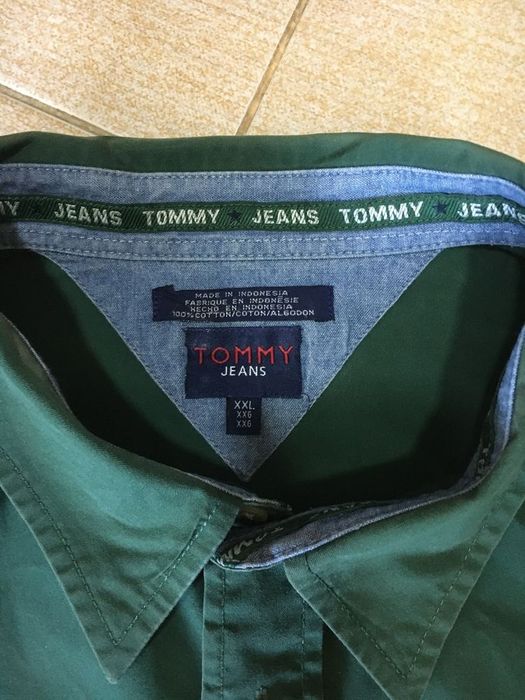 JEANS TOMMY ★ JEANS TOMMY ★ JEANS
MADE IN INDONESIA
FABRIQUE EN INDONESIE
HECHO EN INDONESIA
100% COTTON/COTON/ALGODON
TOMMY
JEANS
XXL
XXG
XXG